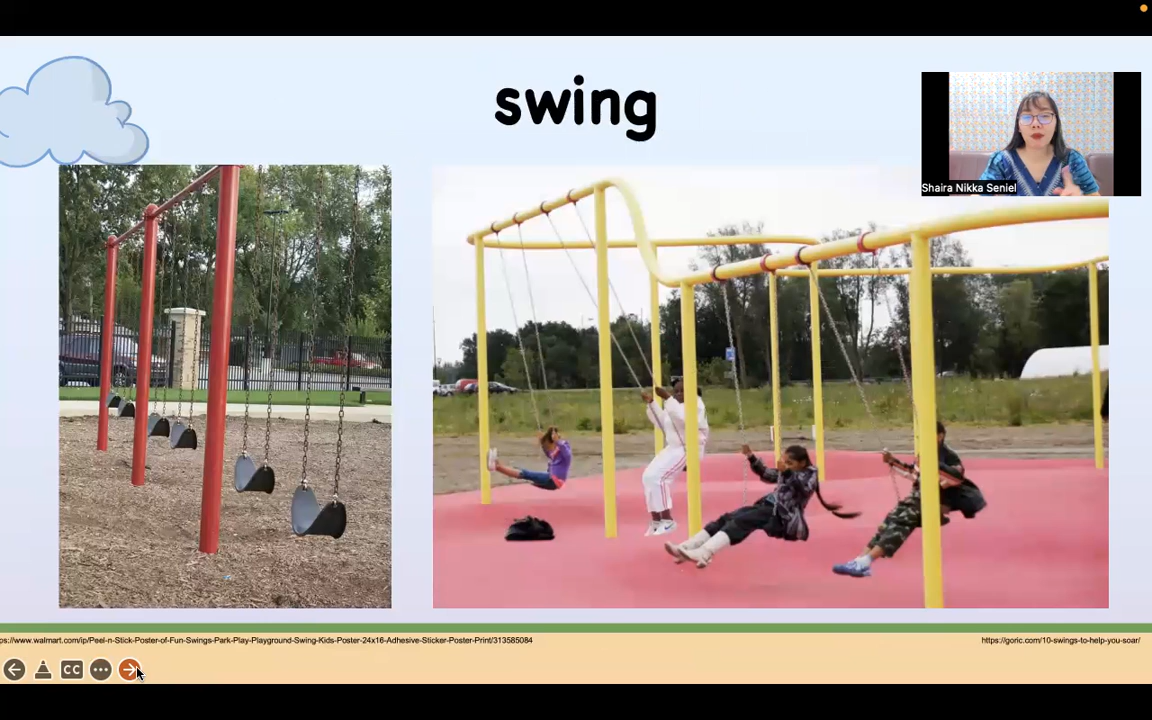 swing
Shaira Nikka Seniel
ps://www.walmart.com/ip/Peel-n-Stick-Poster-of-Fun-Swings-Park-Play-Playground-Swing-Kids-Poster-24x16-Adhesive-Sticker-Poster-Print/313585084
https://goric.com/10-swings-to-help-you-soar/
CC